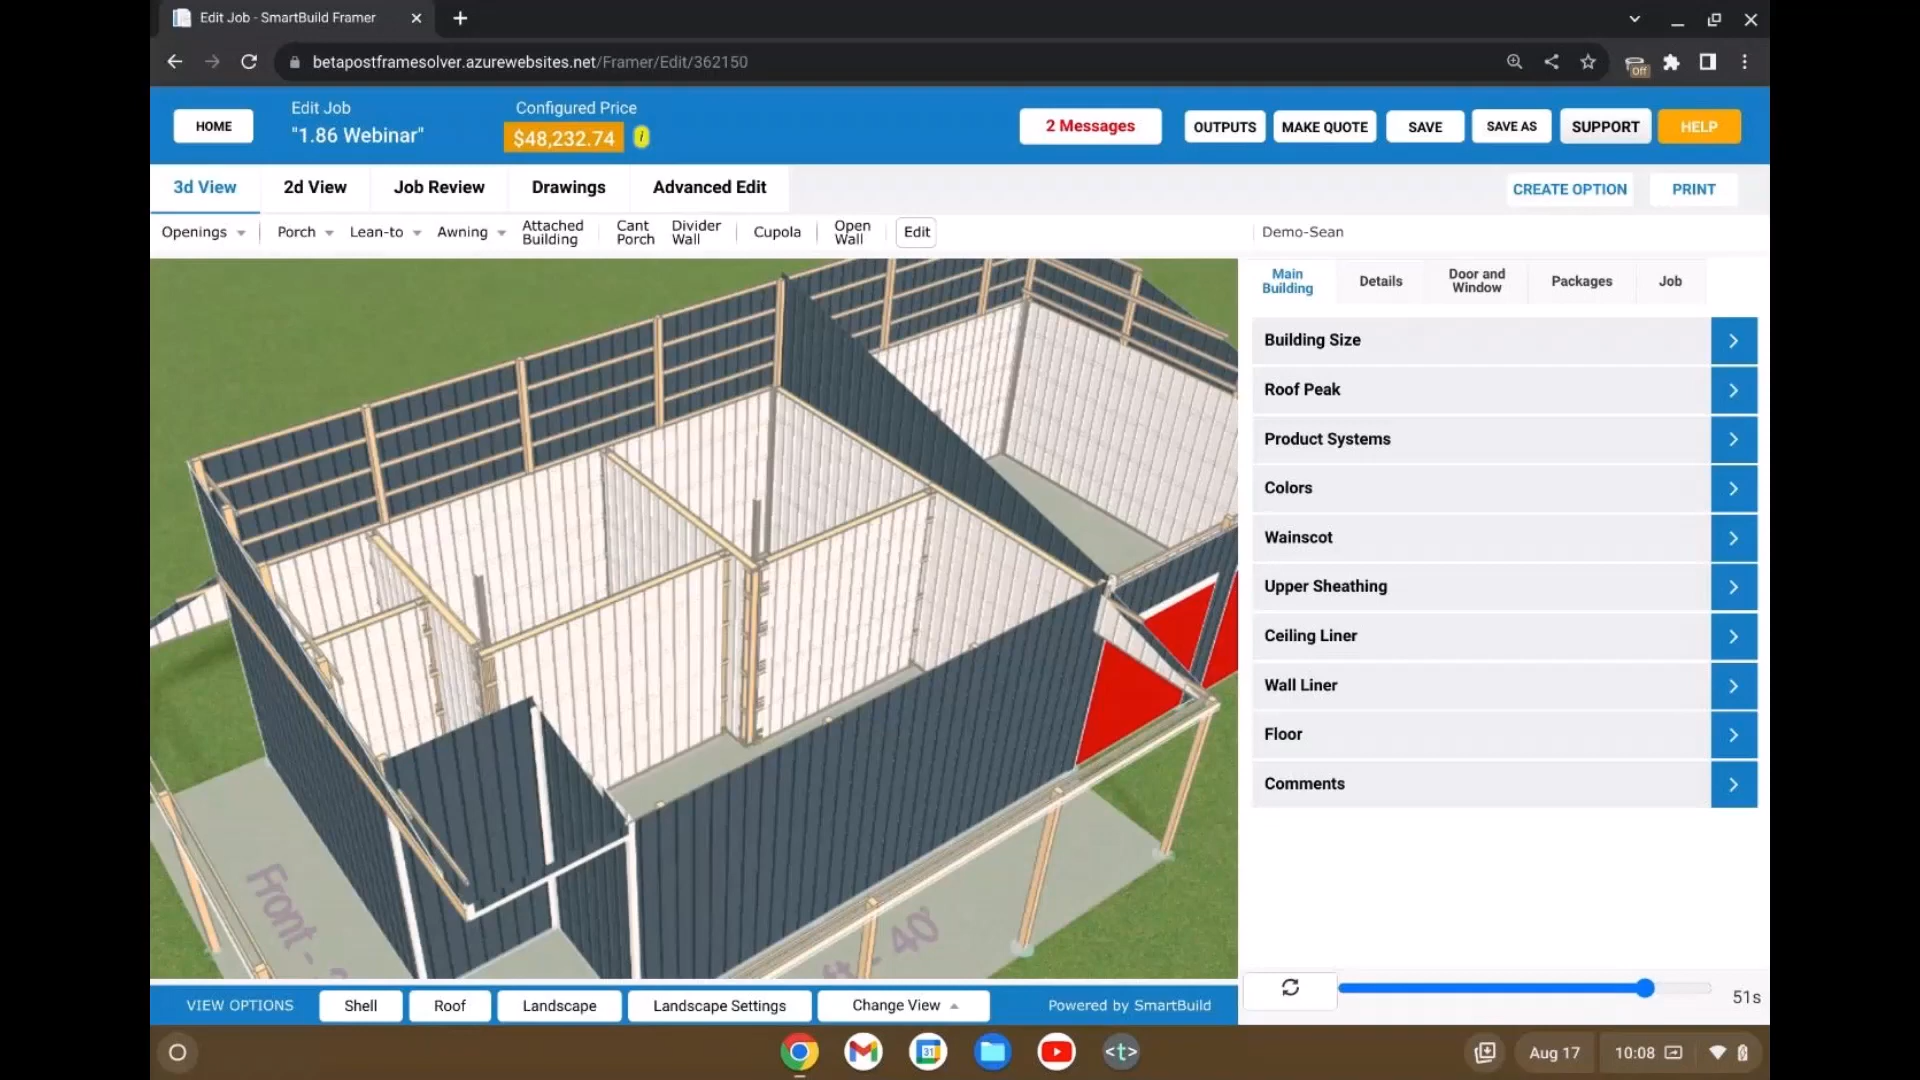 Edit Job - SmartBuild Framer
betapostframesolver.azurewebsites.net/Framer/Edit/362150
Off
HOME
Edit Job
"1.86 Webinar"
Configured Price
$48,232.74
i
2 Messages
OUTPUTS
MAKE QUOTE
SAVE
SAVE AS
SUPPORT
HELP
3d View
2d View
Job Review
Drawings
Advanced Edit
CREATE OPTION
PRINT
Openings
Porch
Lean-to
Awning
Attached
Building
Cant
Porch
Divider
Wall
Cupola
Open
Wall
Edit
Demo-Sean
Main
Building
Details
Door and
Window
Packages
Job
Building Size
Roof Peak
Product Systems
Colors
Wainscot
Upper Sheathing
Ceiling Liner
Wall Liner
Floor
Comments
Front -
40'
51s
VIEW OPTIONS
Shell
Roof
Landscape
Landscape Settings
Change View
Powered by SmartBuild
31
<t>
Aug 17
10:08